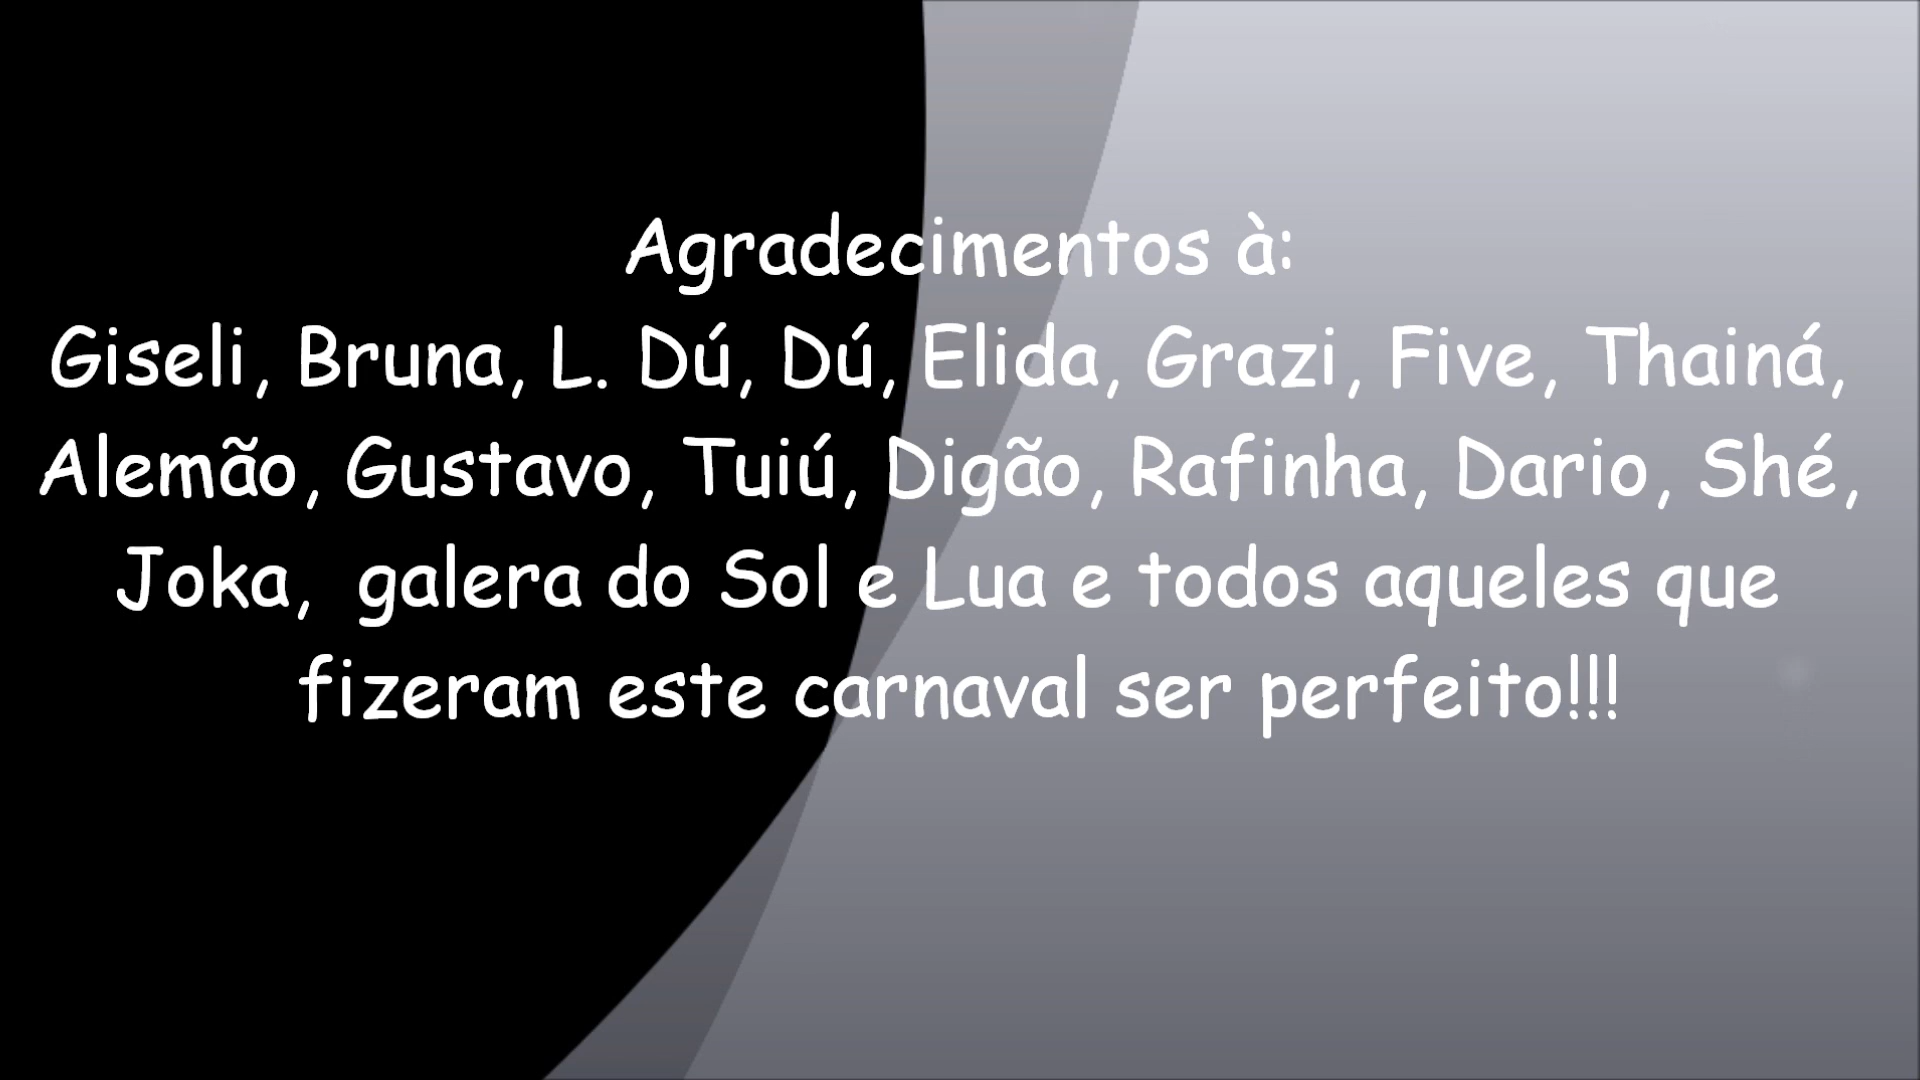 Agradecimentos à:
Giseli, Bruna, L. Dú, Dú, Elida, Grazi, Five, Thainá,
Alemão, Gustavo, Tuiú, Digão, Rafinha, Dario, Shé,
Joka,  galera do Sol e Lua e todos aqueles que
fizeram este carnaval ser perfeito!!!